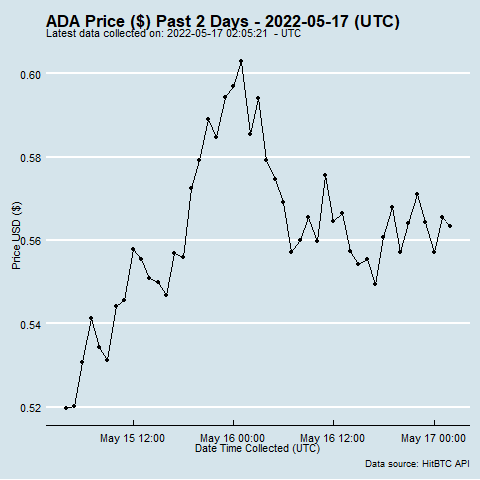 ADA Price ($) Past 2 Days - 2022-05-17 (UTC)
Latest data collected on: 2022-05-17 02:05:21 - UTC
Price USD ($)
0.60
0.58
0.56
0.54
0.52
May 15 12:00
May 16 00:00
May 16 12:00
May 17 00:00
Date Time Collected (UTC)
Data source: HitBTC API